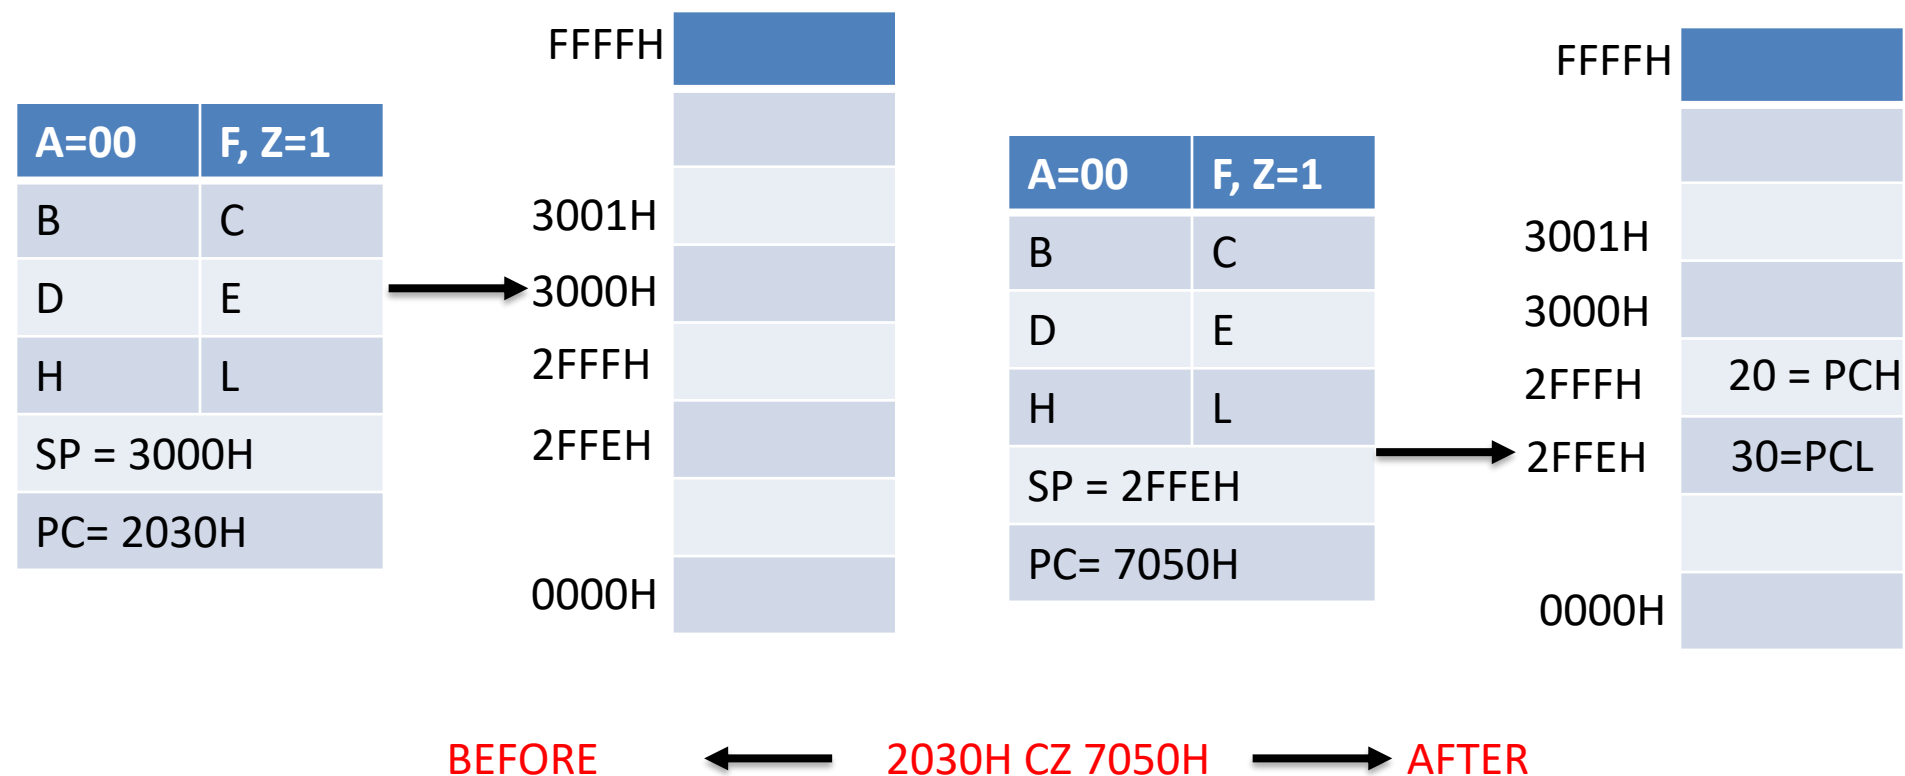 FFFFH
A=00 F, Z=1
B C
D E
H L
SP = 3000H
PC= 2030H
3001H
3000H
2FFFH
2FFEH
0000H
A=00 F, Z=1
B C
D E
H L
SP = 2FFEH
PC= 7050H
FFFFH
3001H
3000H
2FFFH 20 = PCH
2FFEH 30=PCL
0000H
BEFORE 2030H CZ 7050H AFTER